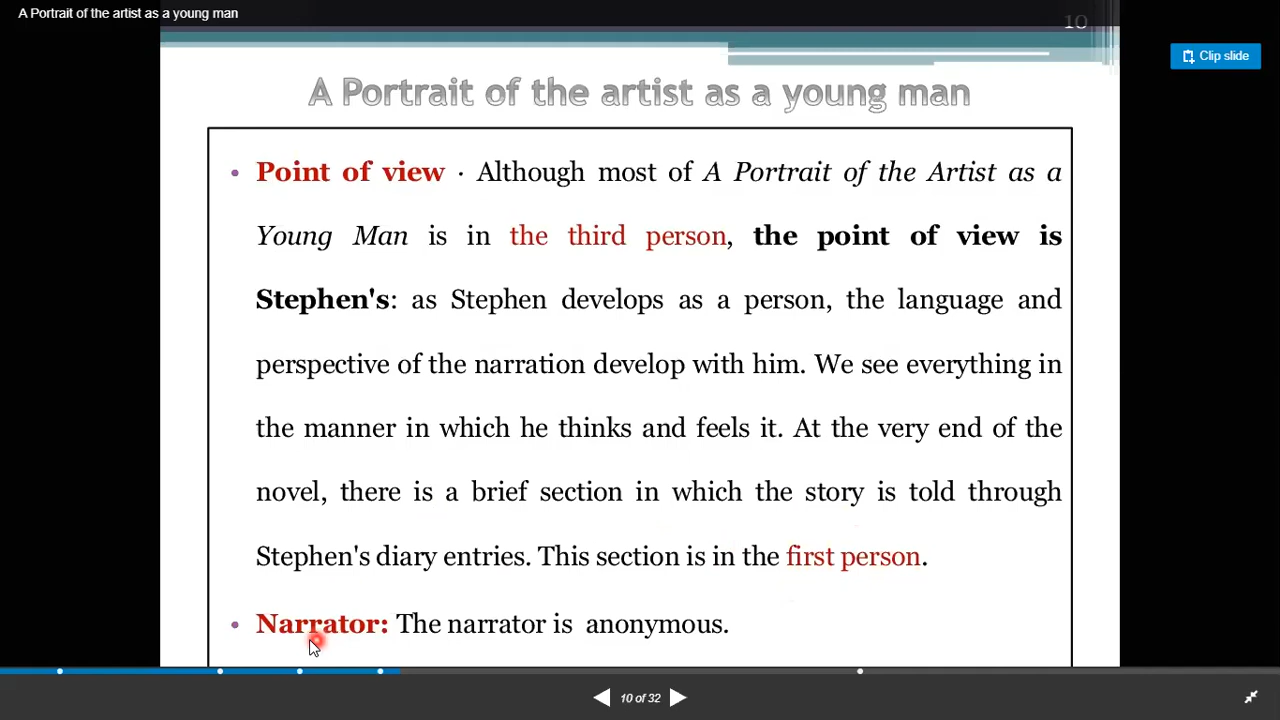 A Portrait of the artist as a young man
10
Clip slide
A Portrait of the artist as a young man
• Point of view · Although most of A Portrait of the Artist as a
Young Man is in the third person, the point of view is
Stephen's: as Stephen develops as a person, the language and
perspective of the narration develop with him. We see everything in
the manner in which he thinks and feels it. At the very end of the
novel, there is a brief section in which the story is told through
Stephen's diary entries. This section is in the first person.
• Narrator: The narrator is anonymous.
10 of 32